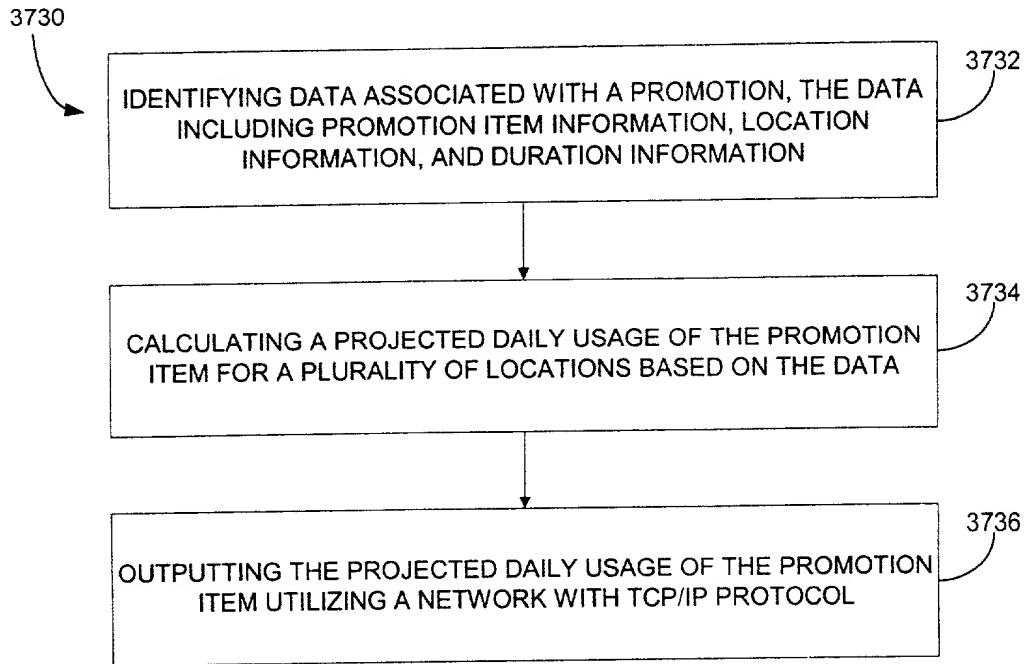 3730
3732
IDENTIFYING DATA ASSOCIATED WITH A PROMOTION, THE DATA
INCLUDING PROMOTION ITEM INFORMATION, LOCATION
INFORMATION, AND DURATION INFORMATION
3734
CALCULATING A PROJECTED DAILY USAGE OF THE PROMOTION
ITEM FOR A PLURALITY OF LOCATIONS BASED ON THE DATA
3736
OUTPUTTING THE PROJECTED DAILY USAGE OF THE PROMOTION
ITEM UTILIZING A NETWORK WITH TCP/IP PROTOCOL